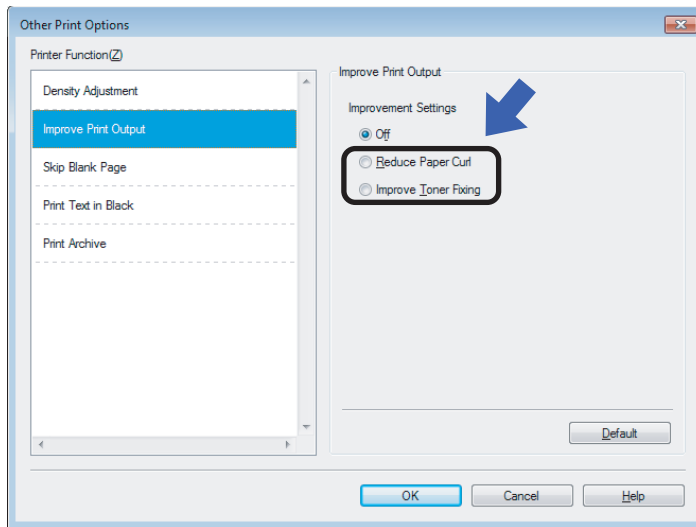 Other Print Options
Printer Function(Z)
Density Adjustment
Improve Print Output
Skip Blank Page
Print Text in Black
Print Archive
Improve Print Output
Improvement Settings
Off
Reduce Paper Curl
Improve Toner Fixing
Default
OK Cancel Help